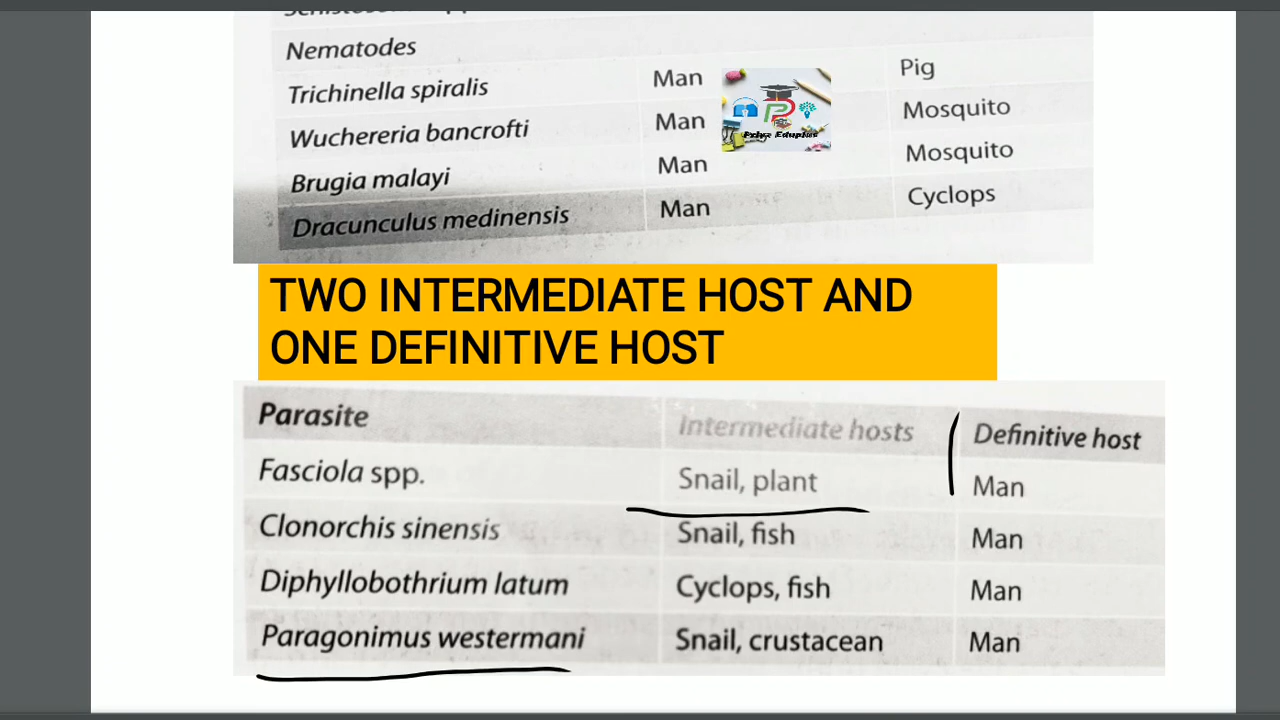 Nematodes
Trichinella spiralis Man Pig
Wuchereria bancrofti Man Mosquito
Brugia malayi Man Mosquito
Dracunculus medinensis Man Cyclops
Priya Eduplus
TWO INTERMEDIATE HOST AND
ONE DEFINITIVE HOST
Parasite Intermediate hosts Definitive host
Fasciola spp. Snail, plant Man
Clonorchis sinensis Snail, fish Man
Diphyllobothrium latum Cyclops, fish Man
Paragonimus westermani Snail, crustacean Man